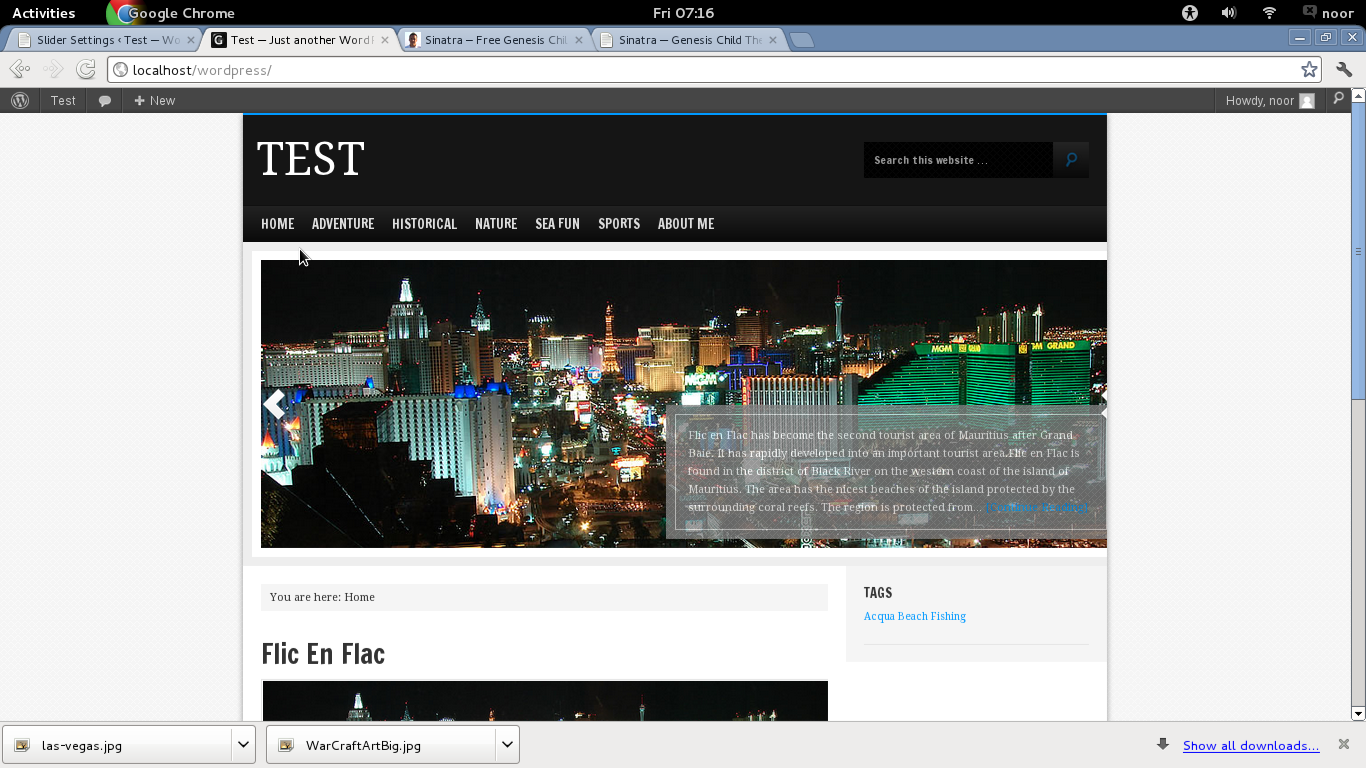 Activities
Google Chrome
Fri 07:16
noor
Slider Settings ‹ Test — Wo
Test — Just another WordP
Sinatra — Free Genesis Chil
Sinatra — Genesis Child The
localhost/wordpress/
Test
New
Howdy, noor
TEST
Search this website ...
HOME
ADVENTURE
HISTORICAL
NATURE
SEA FUN
SPORTS
ABOUT ME
MGM
MGM
GRAND
Flic en Flac has become the second tourist area of Mauritius after Grand
Baie. It has rapidly developed into an important tourist area.Flic en Flac is
found in the district of Black River on the western coast of the island of
Mauritius. The area has the nicest beaches of the island protected by the
surrounding coral reefs. The region is protected from...
You are here: Home
TAGS
Acqua Beach Fishing
Flic En Flac
las-vegas.jpg
WarCraftArtBig.jpg
Show all downloads...